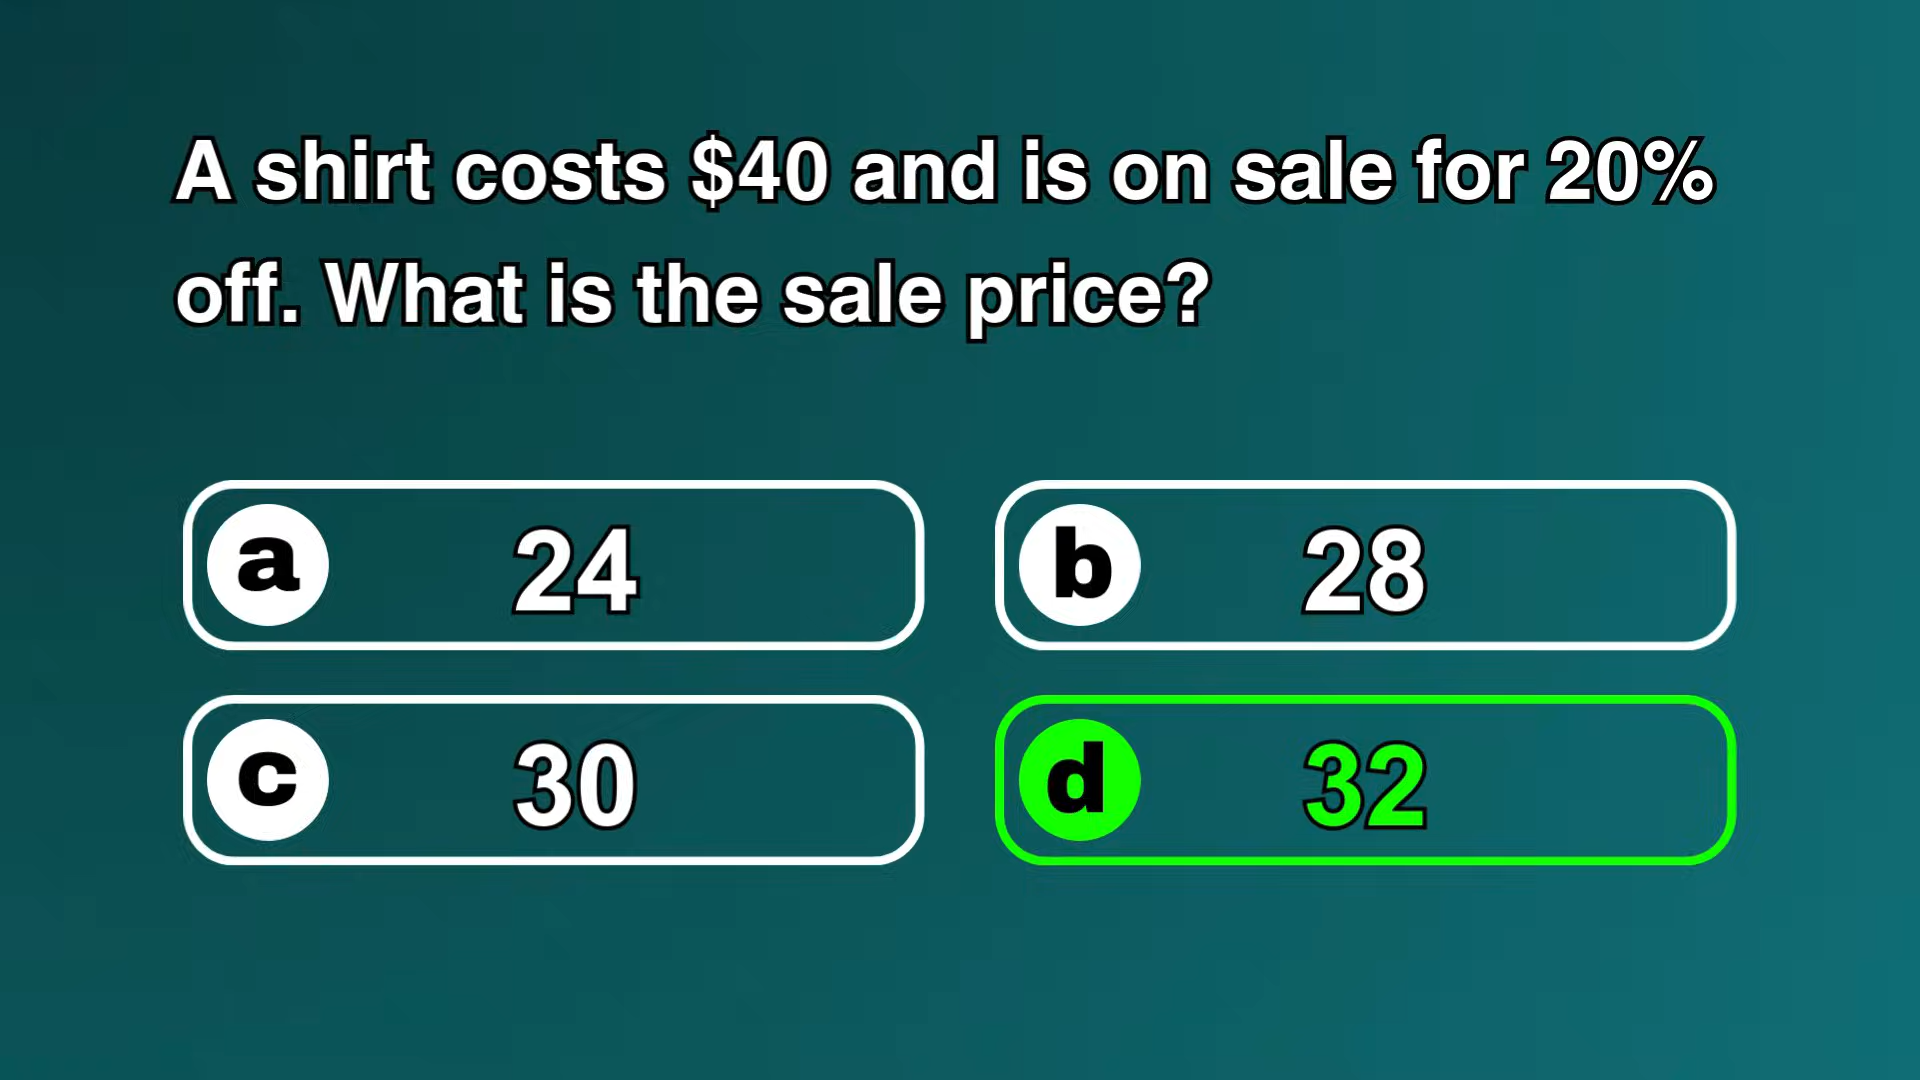 A shirt costs $40 and is on sale for 20%
off. What is the sale price?
a 24
b 28
c 30
d 32